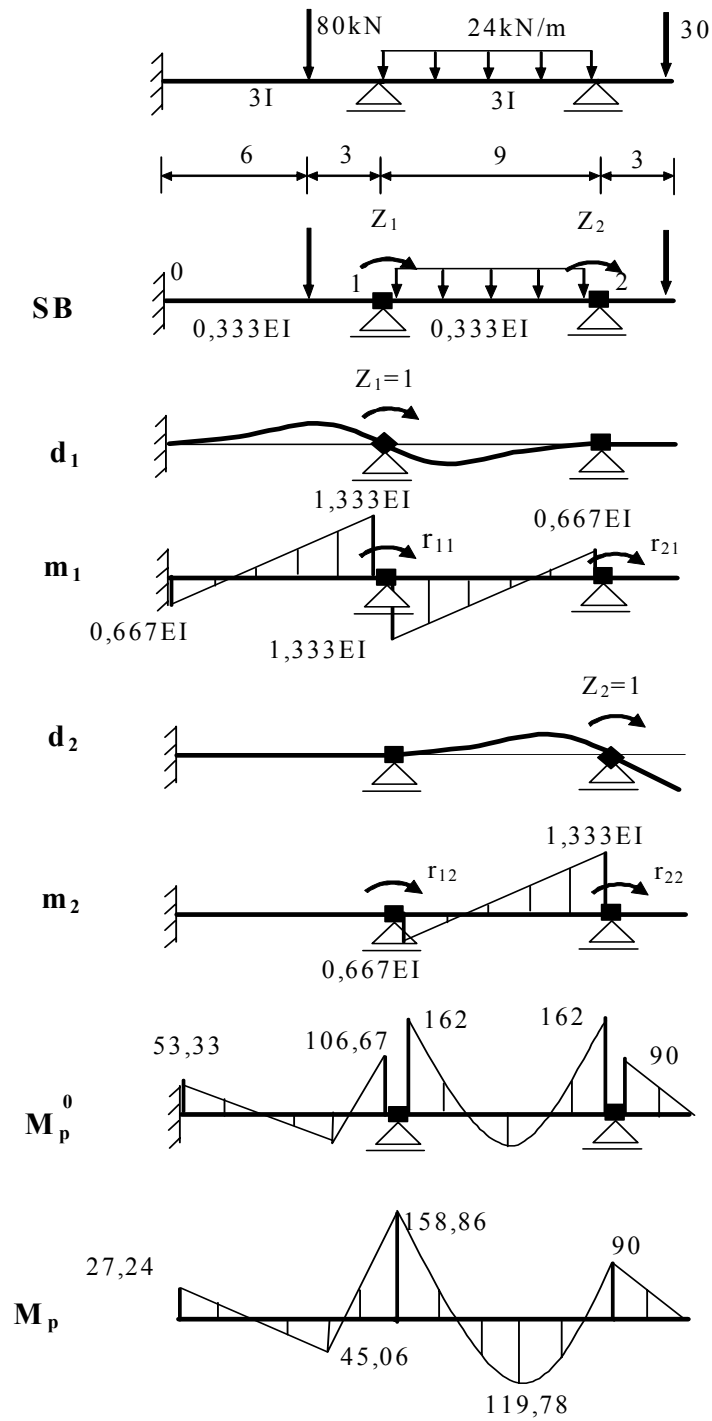 80kN 24kN/m 30
3I 3I
6 3 9 3
Z₁ Z₂
SB 0 1 2
0,333EI 0,333EI
Z₁=1
d₁
1,333EI 0,667EI
m₁ r₁₁ r₂₁
0,667EI 1,333EI
Z₂=1
d₂
1,333EI
m₂ r₁₂ r₂₂
0,667EI
53,33 106,67 162 162 90
Mₚ⁰
27,24 158,86 90
Mₚ
45,06
119,78